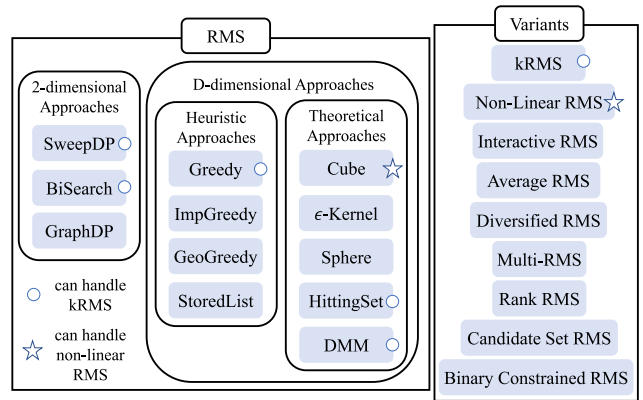 RMS
2-dimensional
Approaches
SweepDP
BiSearch
GraphDP
can handle
kRMS
can handle
non-linear
RMS
D-dimensional Approaches
Heuristic
Approaches
Greedy
ImpGreedy
GeoGreedy
StoredList
Theoretical
Approaches
Cube
ϵ-Kernel
Sphere
HittingSet
DMM
Variants
kRMS
Non-Linear RMS
Interactive RMS
Average RMS
Diversified RMS
Multi-RMS
Rank RMS
Candidate Set RMS
Binary Constrained RMS